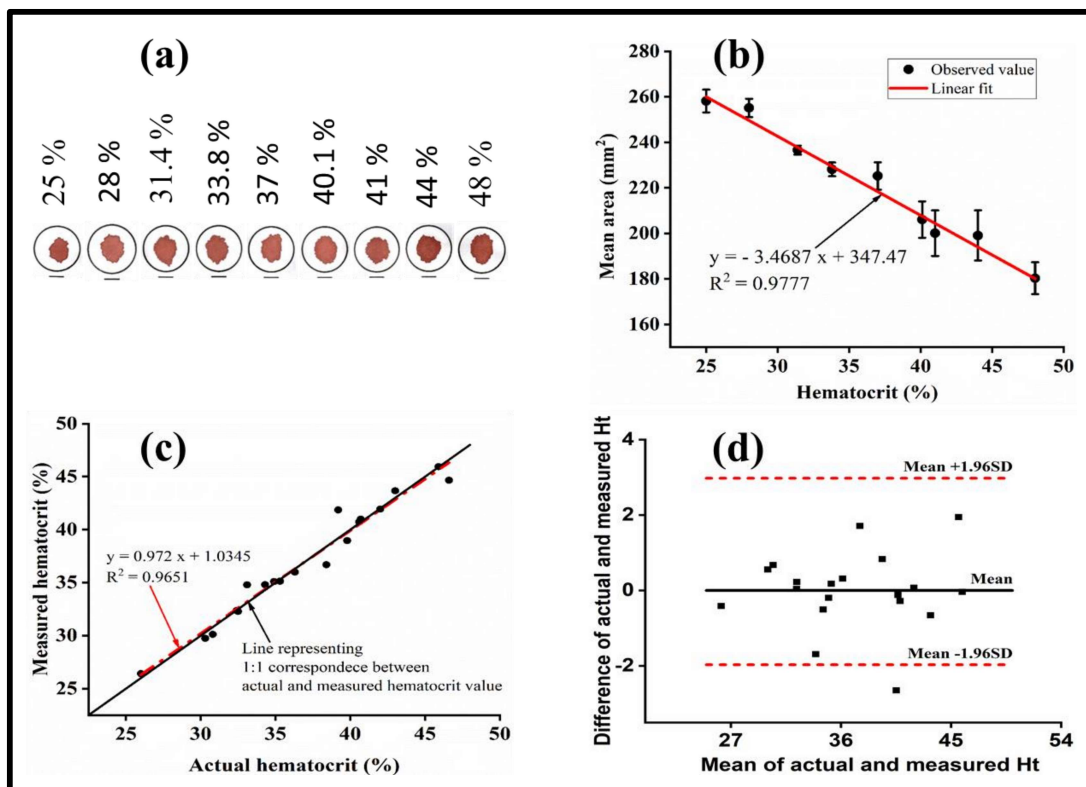 (a)
25 %
28 %
31.4 %
33.8 %
37 %
40.1 %
41 %
44 %
48 %
(b)
280
260
240
220
200
180
160
Mean area (mm²)
Observed value
Linear fit
y = - 3.4687 x + 347.47
R² = 0.9777
25
30
35
40
45
50
Hematocrit (%)
(c)
50
45
40
35
30
25
Measured hematocrit (%)
y = 0.972 x + 1.0345
R² = 0.9651
Line representing
1:1 correspondece between
actual and measured hematocrit value
25
30
35
40
45
50
Actual hematocrit (%)
(d)
4
2
0
-2
Difference of actual and measured Ht
Mean +1.96SD
Mean
Mean -1.96SD
27
36
45
54
Mean of actual and measured Ht